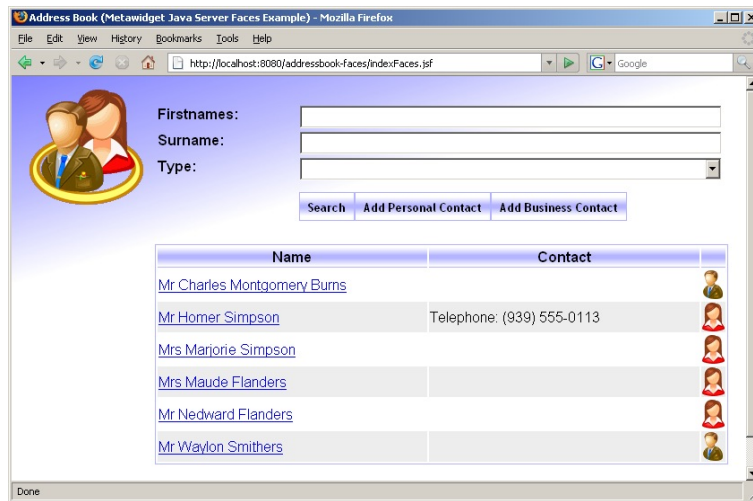 Address Book (Metawidget Java Server Faces Example) - Mozilla Firefox
File Edit View History Bookmarks Tools Help
http://localhost:8080/addressbook-faces/indexFaces.jsf G Google
Firstnames:
Surname:
Type:
Search Add Personal Contact Add Business Contact
Name Contact
Mr Charles Montgomery Burns
Mr Homer Simpson Telephone: (939) 555-0113
Mrs Marjorie Simpson
Mrs Maude Flanders
Mr Nedward Flanders
Mr Waylon Smithers
Done